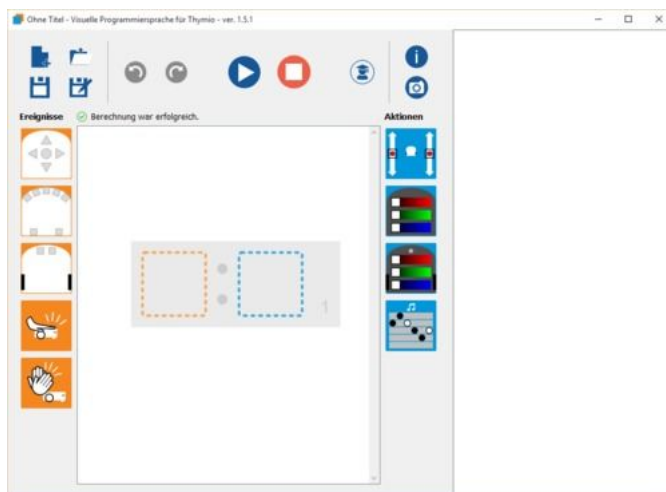 Ohne Titel - Visuelle Programmiersprache für Thymio - ver. 1.5.1
Ereignisse
Berechnung war erfolgreich.
Aktionen
1